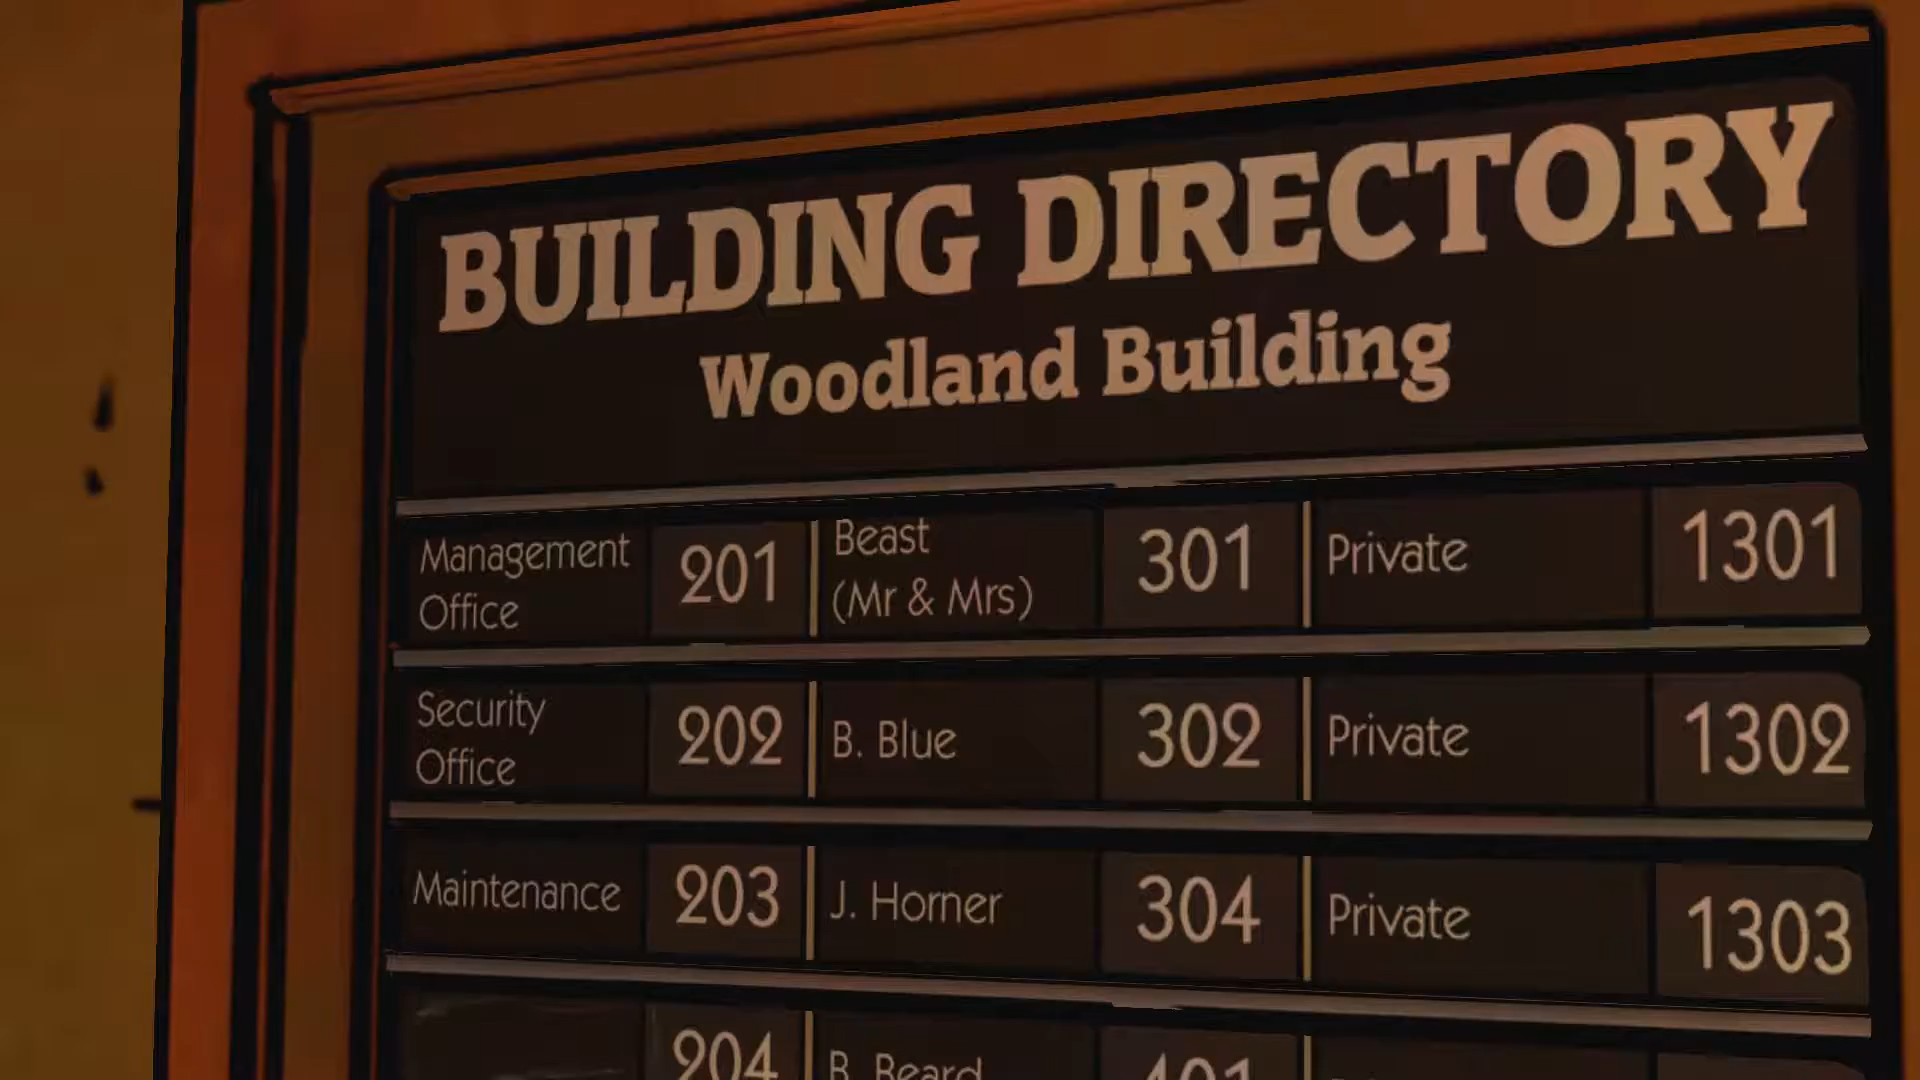 BUILDING DIRECTORY
Woodland Building
Management
Office
201
Beast
(Mr & Mrs)
301
Private
1301
Security
Office
202
B. Blue
302
Private
1302
Maintenance
203
J. Horner
304
Private
1303
204
B. Beard
401